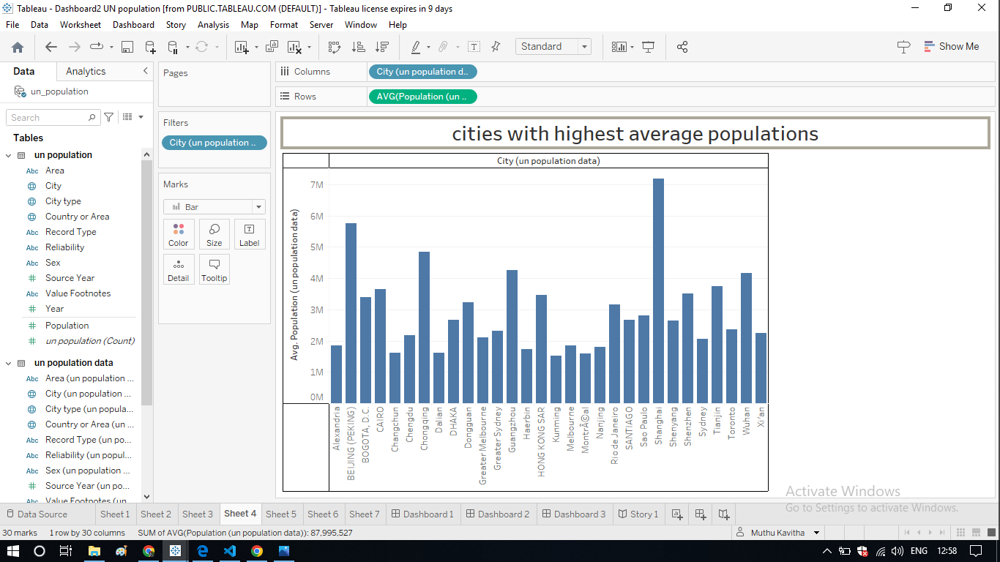 Tableau - Dashboard2 UN population [from PUBLIC.TABLEAU.COM (DEFAULT)] - Tableau license expires in 9 days
File Data Worksheet Dashboard Story Analysis Map Format Server Window Help
Standard
Show Me
Data Analytics
un_population
Search
Tables
un population
Abc Area
City
City type
Country or Area
Abc Record Type
Abc Reliability
Abc Sex
Source Year
Abc Value Footnotes
Year
Population
un population (Count)
un population data
Abc Area (un population ...
City (un population ...
City type (un popula...
Country or Area (un ...
Abc Record Type (un po...
Abc Reliability (un popul...
Abc Sex (un population ...
Source Year (un po...
Abc Value Footnotes (un
Pages
Filters
City (un population ..
Marks
Bar
Color Size Label
Detail Tooltip
Columns City (un population d..
Rows AVG(Population (un ..
cities with highest average populations
City (un population data)
Avg. Population (un population data)
7M
6M
5M
4M
3M
2M
1M
0M
Alexandria
BEIJING (PEKING)
BOGOTA, D.C.
CAIRO
Changchun
Chengdu
Chongqing
Dalian
DHAKA
Dongguan
Greater Melbourne
Greater Sydney
Guangzhou
Haerbin
HONG KONG SAR
Kunming
Melbourne
MontrÃ©al
Nanjing
Rio de Janeiro
SANTIAGO
Sao Paulo
Shanghai
Shenyang
Shenzhen
Sydney
Tianjin
Toronto
Wuhan
Xi'an
Activate Windows
Go to Settings to activate Windows.
Data Source Sheet 1 Sheet 2 Sheet 3 Sheet 4 Sheet 5 Sheet 6 Sheet 7 Dashboard 1 Dashboard 2 Dashboard 3 Story 1
30 marks 1 row by 30 columns SUM of AVG(Population (un population data)): 87,995,527
Muthu Kavitha
ENG 12:58